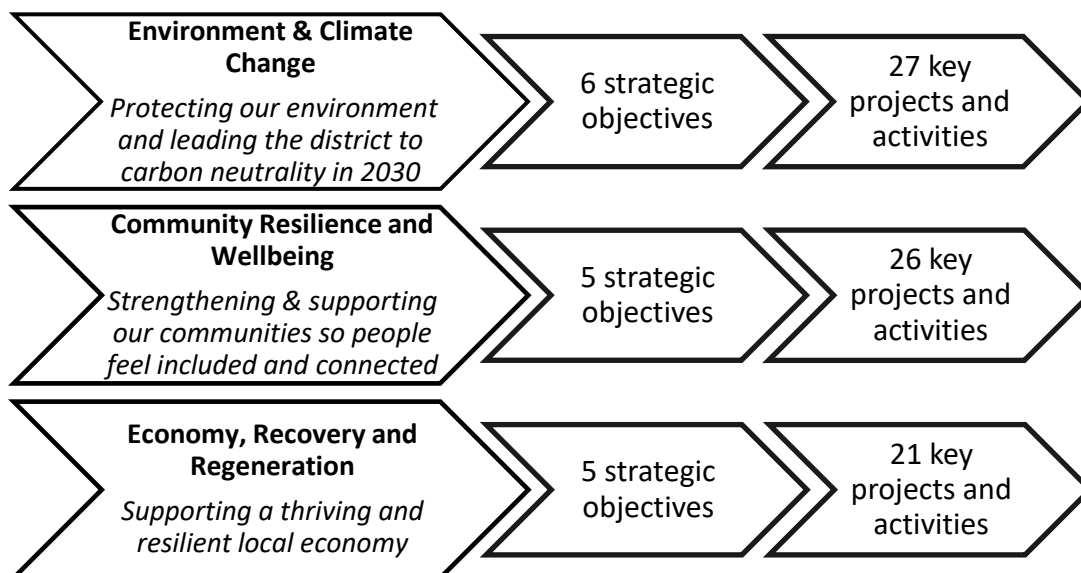 Environment & Climate
Change
Protecting our environment
and leading the district to
carbon neutrality in 2030
6 strategic
objectives
27 key
projects and
activities
Community Resilience and
Wellbeing
Strengthening & supporting
our communities so people
feel included and connected
5 strategic
objectives
26 key
projects and
activities
Economy, Recovery and
Regeneration
Supporting a thriving and
resilient local economy
5 strategic
objectives
21 key
projects and
activities